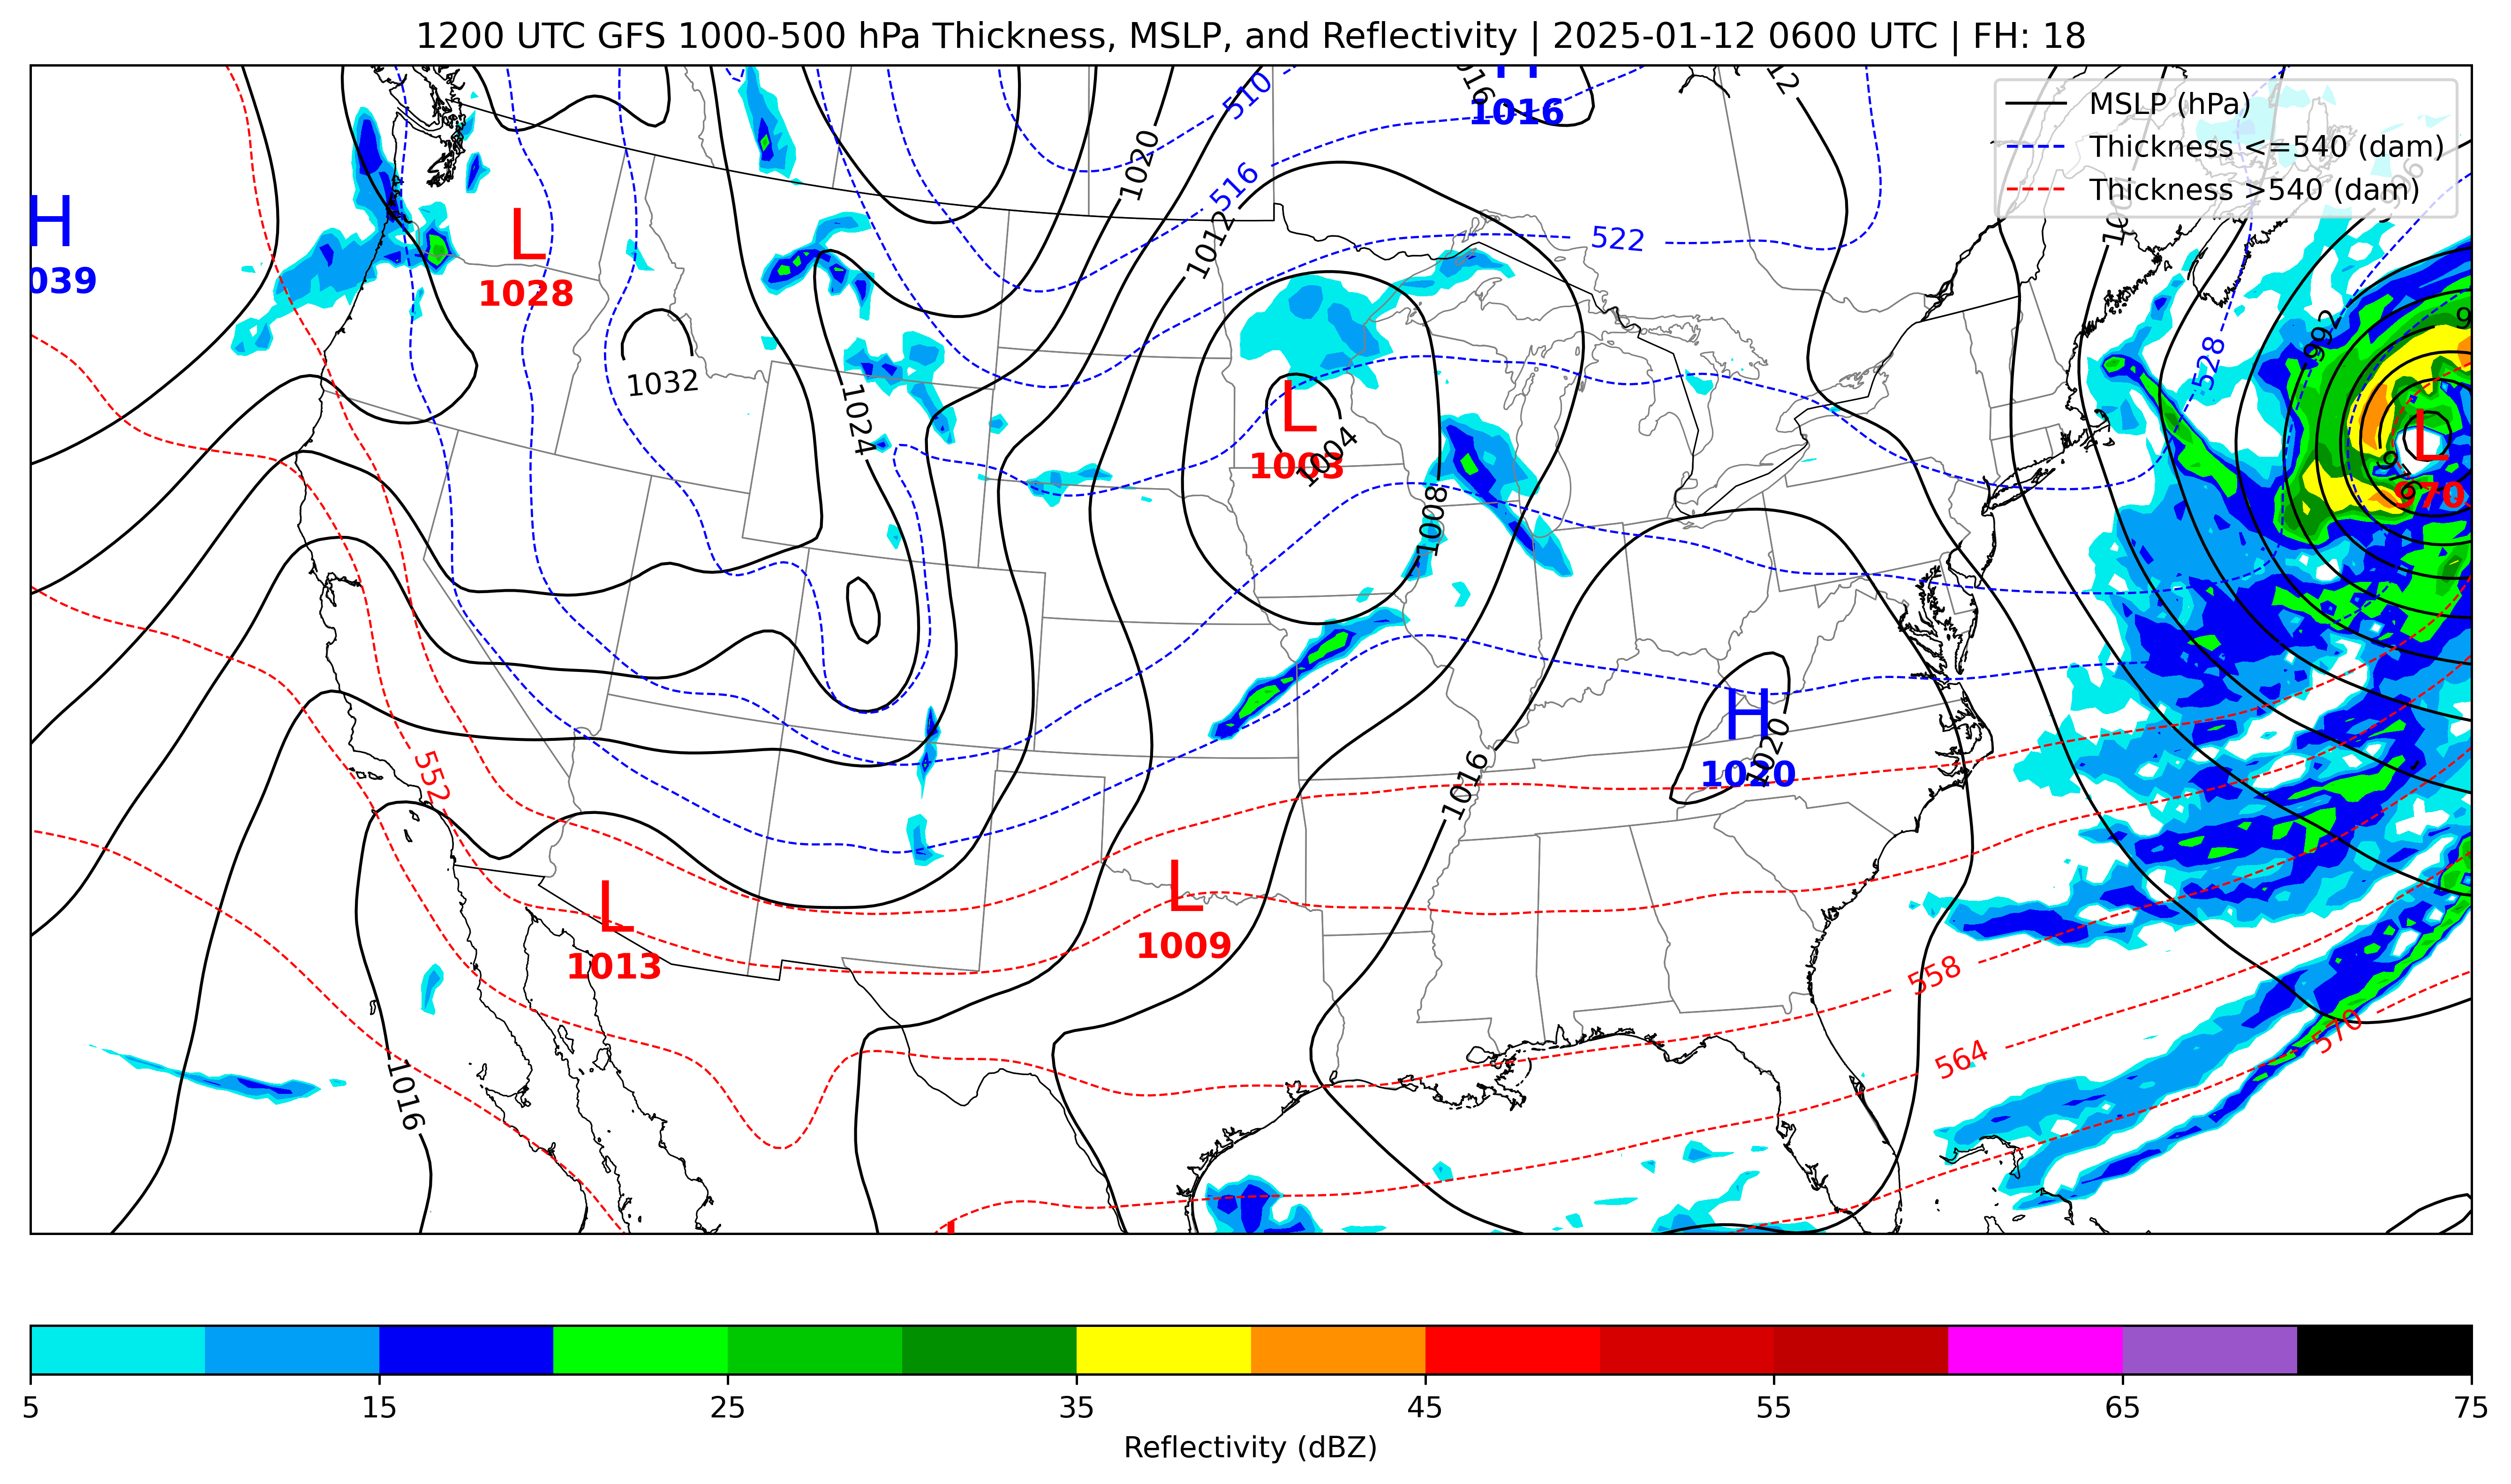 1200 UTC GFS 1000-500 hPa Thickness, MSLP, and Reflectivity | 2025-01-12 0600 UTC | FH: 18
MSLP (hPa)
Thickness <=540 (dam)
Thickness >540 (dam)
510
1016
H
1016
1020
516
1012
522
H
039
L
1028
992
528
1032
1024
L
1003
1004
1008
L
970
H
1020
1020
552
1016
L
1013
L
1009
558
564
570
1016
5
15
25
35
45
55
65
75
Reflectivity (dBZ)